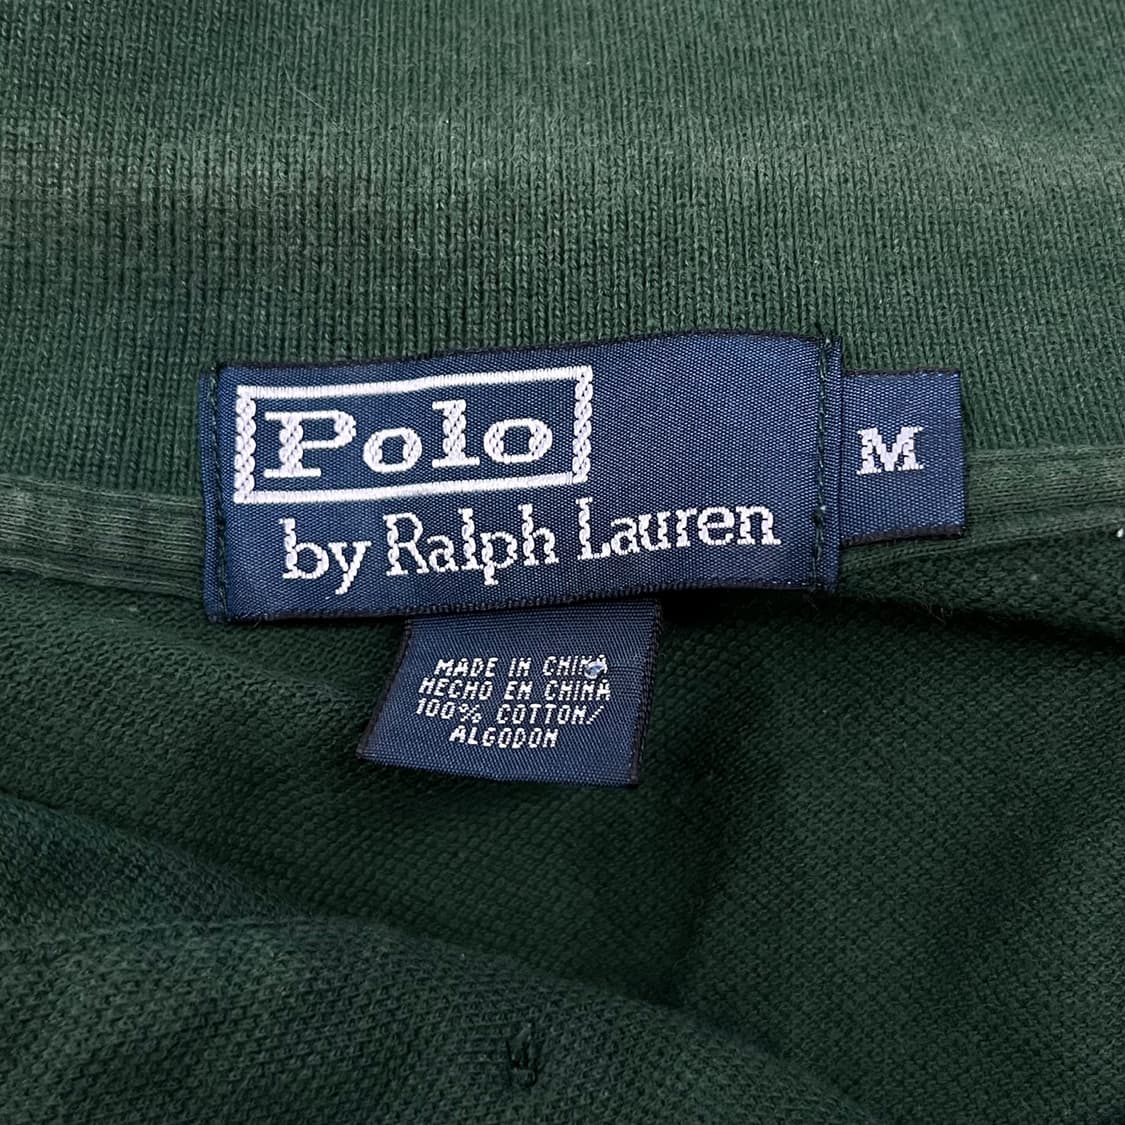 Polo
by Ralph Lauren
M
MADE IN CHINA
HECHO EN CHINA
100% COTTON/
ALGODON